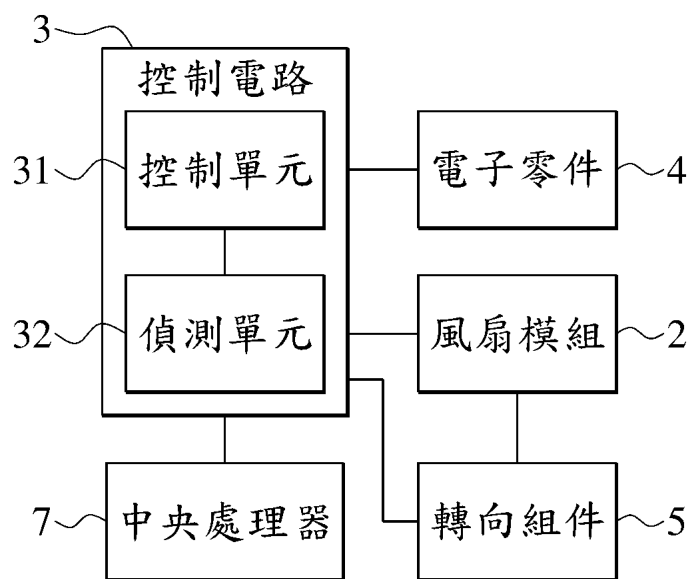 3
控制電路
31
控制單元
電子零件
4
32
偵測單元
風扇模組
2
7
中央處理器
轉向組件
5